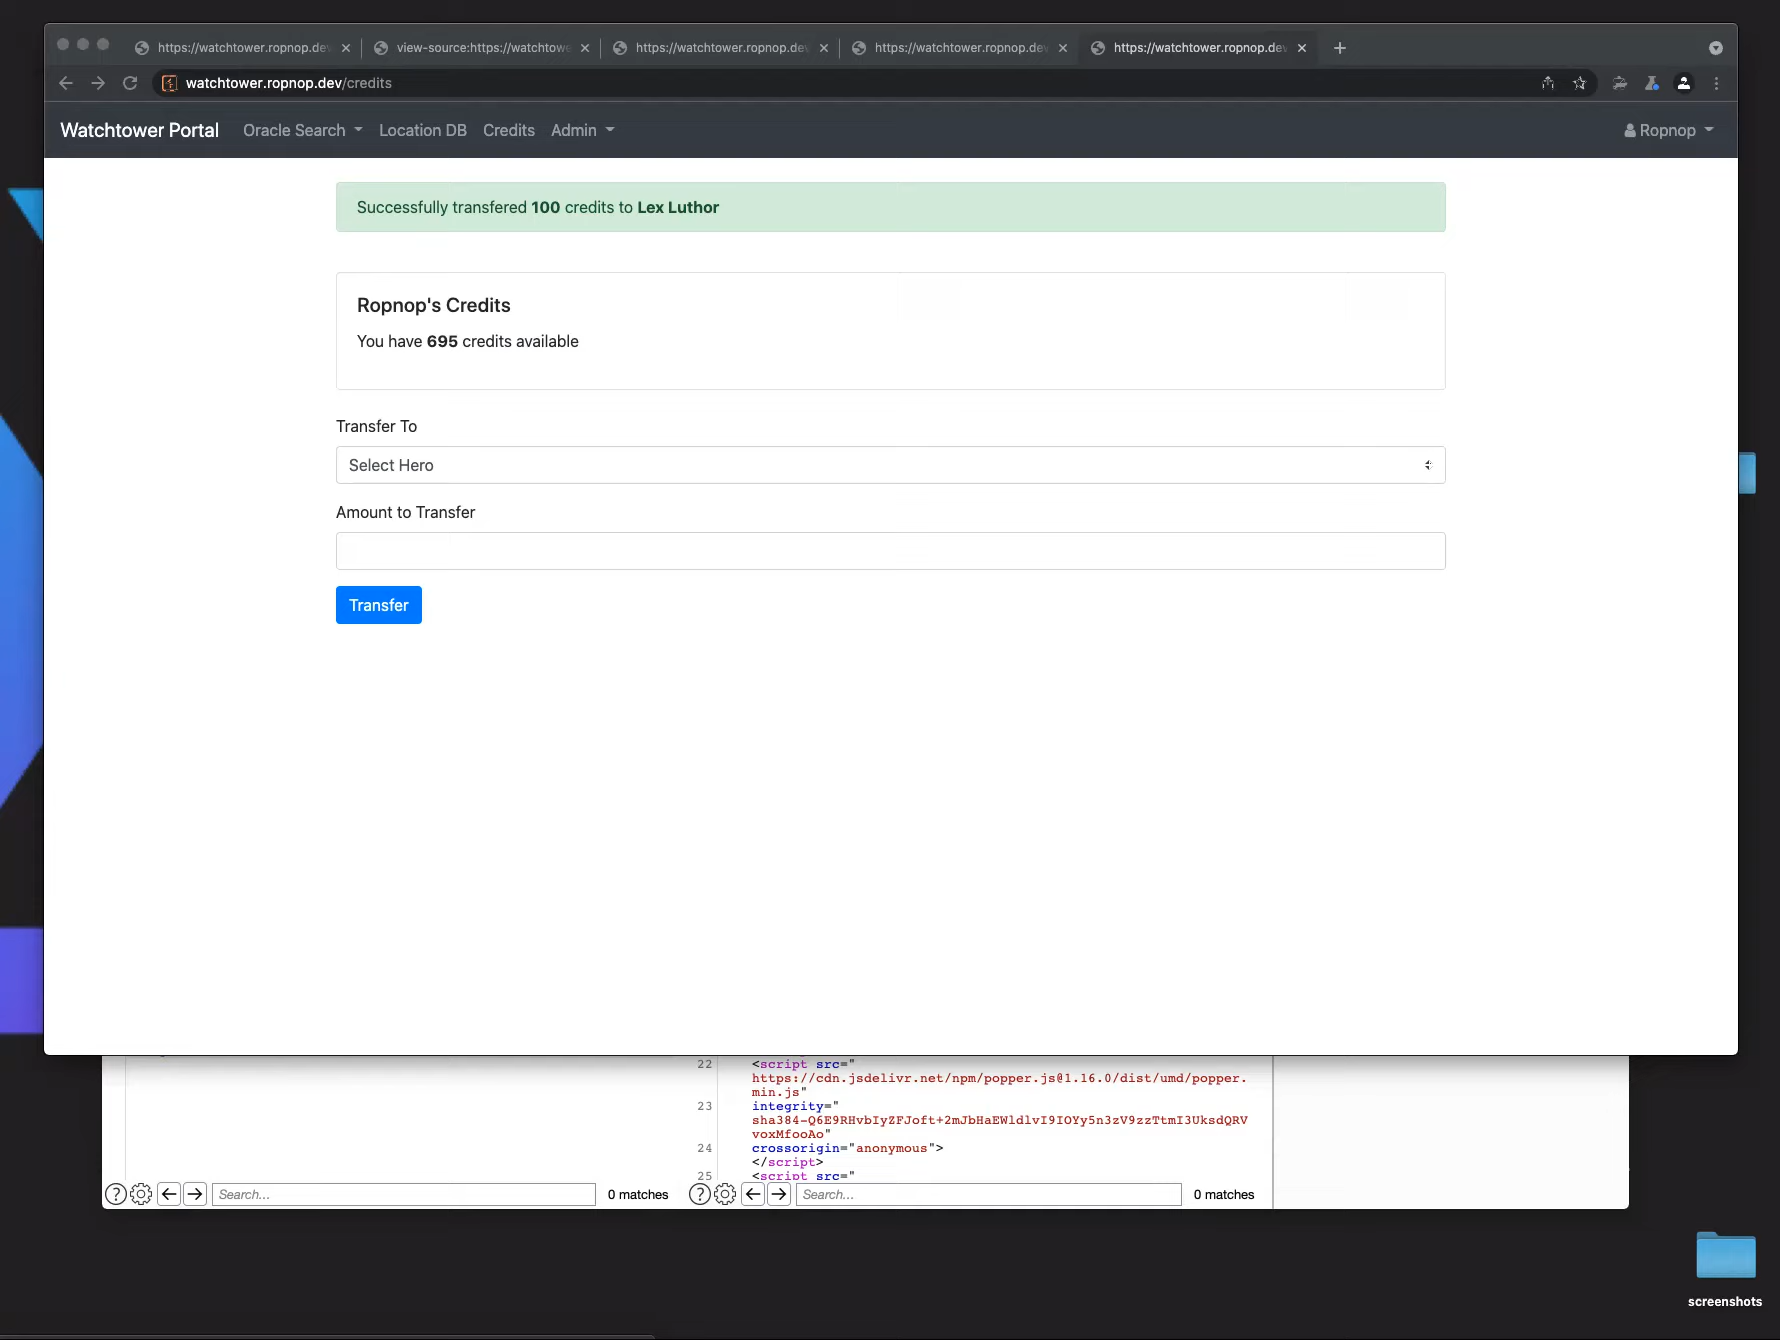 https://watchtower.ropnop.dev
view-source:https://watchtowe
https://watchtower.ropnop.dev
https://watchtower.ropnop.dev
https://watchtower.ropnop.dev
watchtower.ropnop.dev/credits
Watchtower Portal Oracle Search Location DB Credits Admin Ropnop
Successfully transfered 100 credits to Lex Luthor
Ropnop's Credits
You have 695 credits available
Transfer To
Select Hero
Amount to Transfer
Transfer
22 <script src="
https://cdn.jsdelivr.net/npm/popper.js@1.16.0/dist/umd/popper.
min.js"
23 integrity="
sha384-Q6E9RHvbIyZFJoft+2mJbHaEWldlvI9IOYy5n3zV9zzTtmI3UksdQRV
voxMfooAo"
24 crossorigin="anonymous">
</script>
25 <script src="
? Search... 0 matches
? Search... 0 matches
screenshots